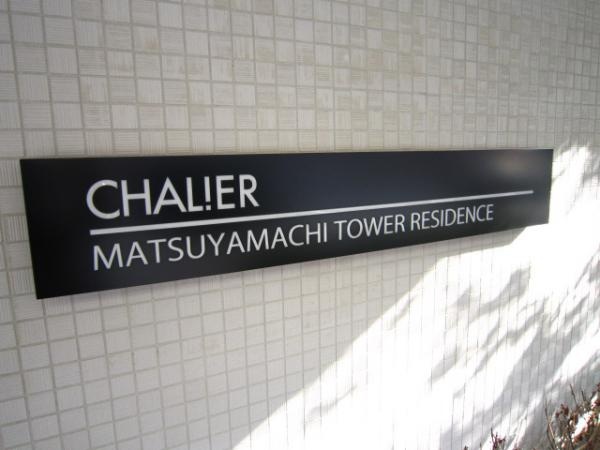 CHAL!ER
MATSUYAMACHI TOWER RESIDENCE